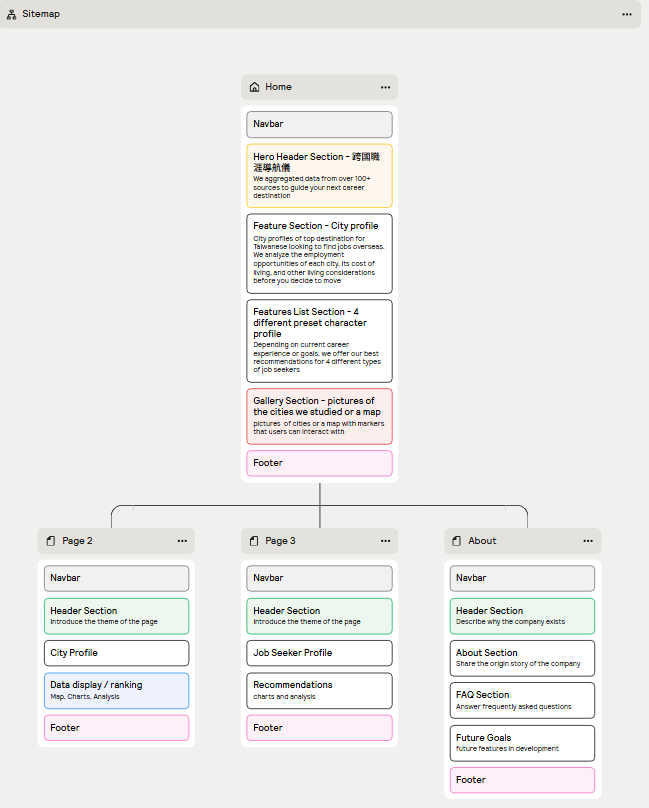 Sitemap
Home
Navbar
Hero Header Section - 跨國職
涯導航儀
We aggregated data from over 100+
sources to guide your next career
destination
Feature Section - City profile
City profiles of top destination for
Taiwanese looking to find jobs overseas.
We analyze the employment
opportunities of each city, its cost of
living, and other living considerations
before you decide to move
Features List Section - 4
different preset character
profile
Depending on current career
experience or goals, we offer our best
recommendations for 4 different types
of job seekers
Gallery Section - pictures of
the cities we studied or a map
pictures of cities or a map with markers
that users can interact with
Footer
Page 2
Navbar
Header Section
Introduce the theme of the page
City Profile
Data display / ranking
Map, Charts, Analysis
Footer
Page 3
Navbar
Header Section
Introduce the theme of the page
Job Seeker Profile
Recommendations
charts and analysis
Footer
About
Navbar
Header Section
Describe why the company exists
About Section
Share the origin story of the company
FAQ Section
Answer frequently asked questions
Future Goals
future features in development
Footer